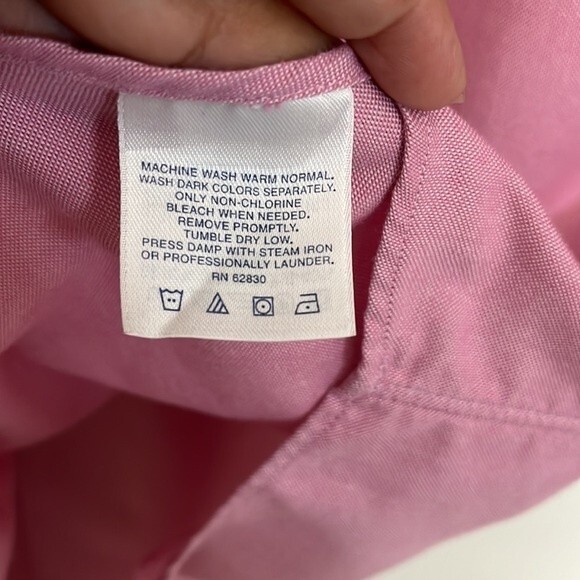 MACHINE WASH WARM NORMAL.
WASH DARK COLORS SEPARATELY.
ONLY NON-CHLORINE
BLEACH WHEN NEEDED.
REMOVE PROMPTLY.
TUMBLE DRY LOW.
PRESS DAMP WITH STEAM IRON
OR PROFESSIONALLY LAUNDER.
RN 62830